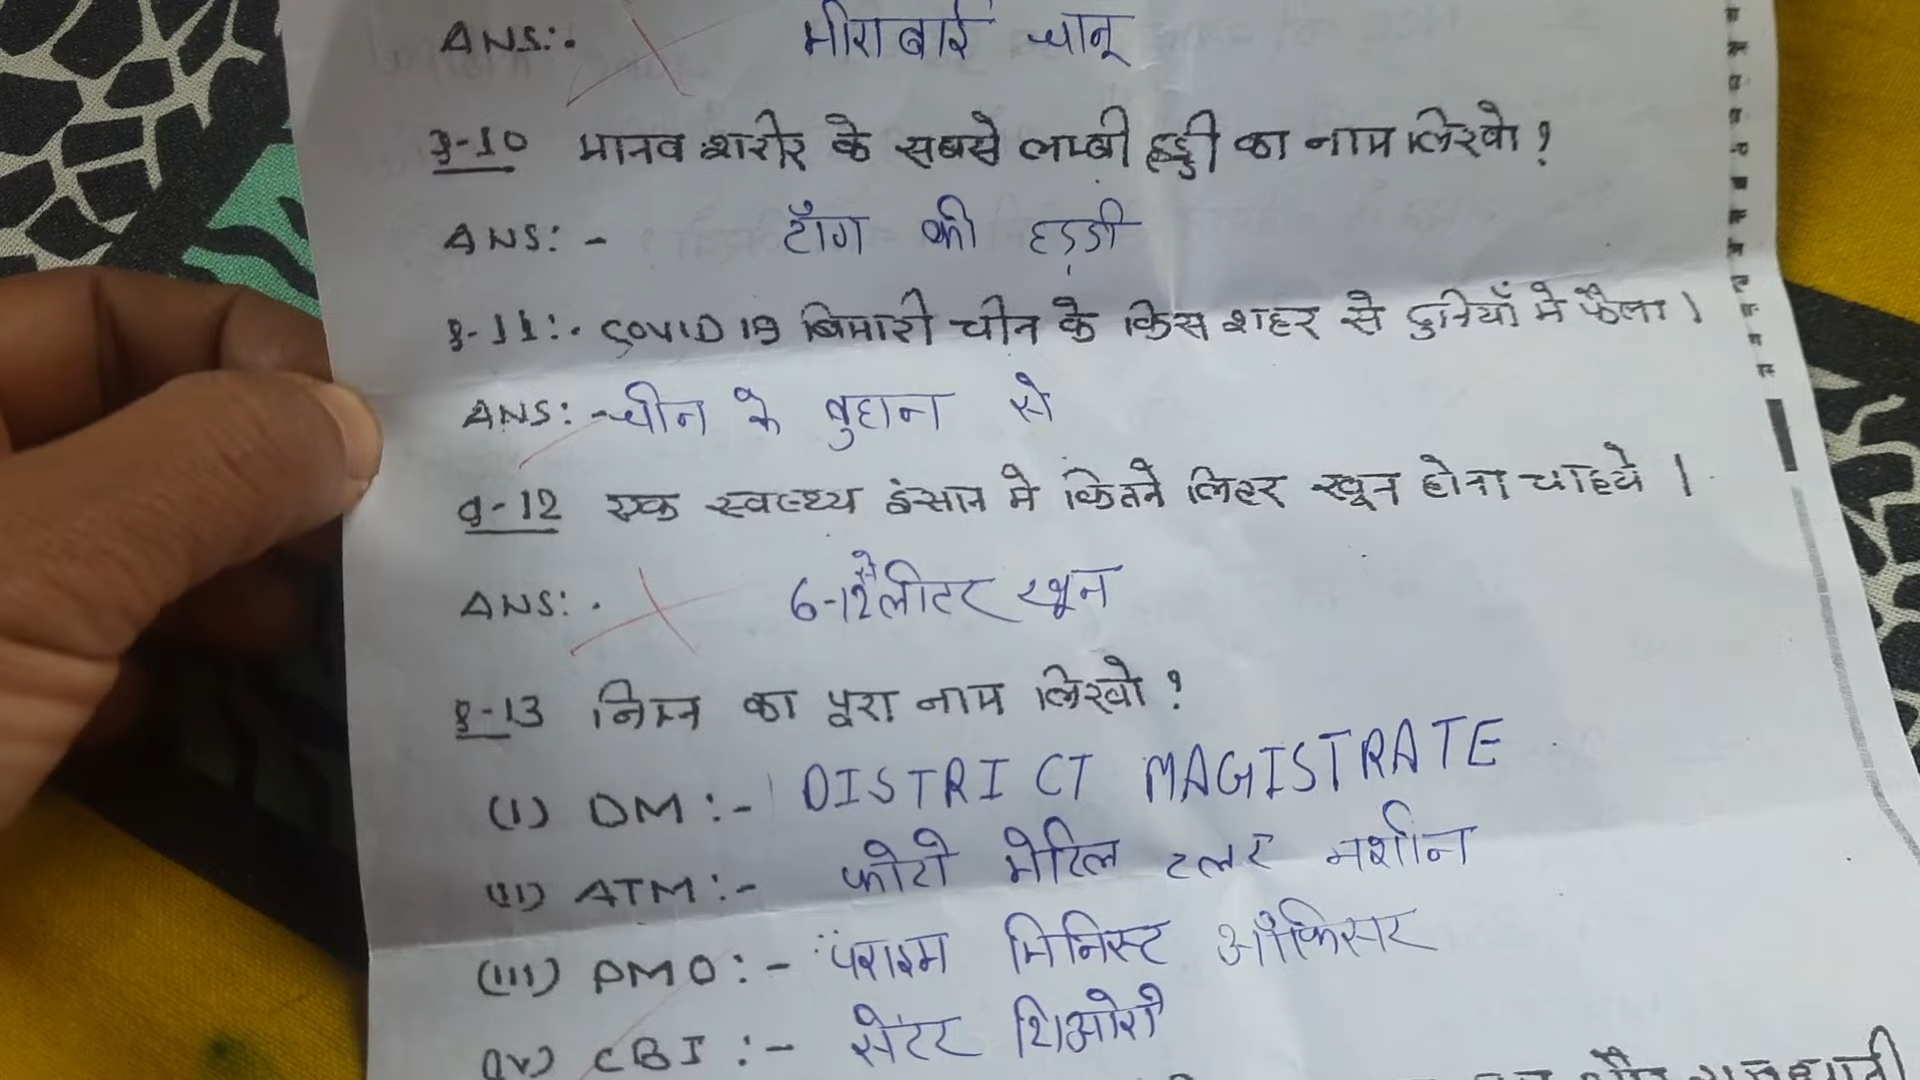 ANS:- मीराबाई चानू
Q-10 मानव शरीर के सबसे लम्बी हड्डी का नाम लिखो ?
ANS:- टाँग की हड़डी
Q-11:- COVID 19 बिमारी चीन के किस शहर से दुनियाँ मे फैला ।
ANS:- चीन के वुहान से
Q-12 एक स्वस्थ्य इंसान मे कितने लिटर खून होना चाहिये ।
ANS:- 6-12 लीटर खून
Q-13 निम्न का पूरा नाम लिखो ?
(i) DM :- DISTRICT MAGISTRATE
(ii) ATM :- फोटो मेटिल टलर मशीन
(iii) PMO :- पराइम मिनिस्ट ऑफिसर
(iv) CBI :- सेंटर